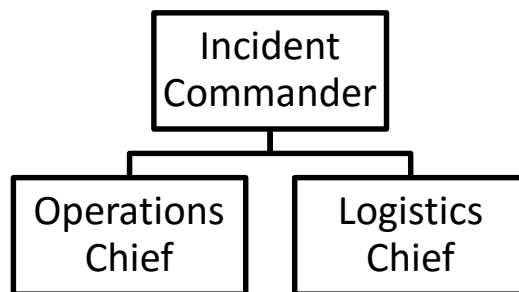 Incident
Commander
Operations
Chief
Logistics
Chief